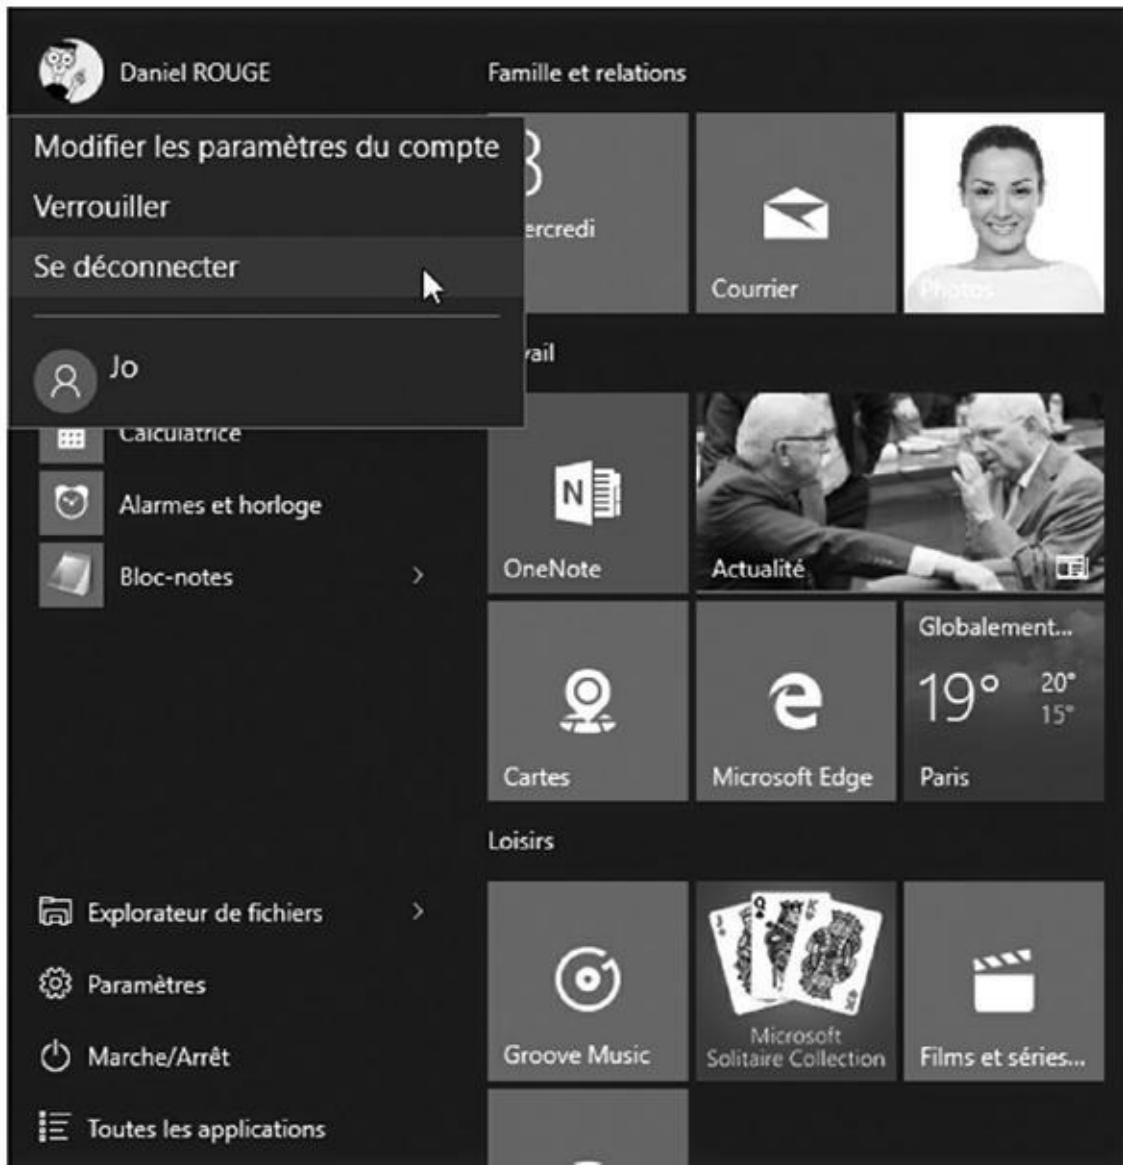 Daniel ROUGE
Modifier les paramètres du compte
Verrouiller
Se déconnecter
Jo
Calculatrice
Alarmes et horloge
Bloc-notes
Explorateur de fichiers
Paramètres
Marche/Arrêt
Toutes les applications
Famille et relations
ercredi
Courrier
Photos
vail
OneNote
Actualité
Cartes
Microsoft Edge
Globalement...
19° 20°
15°
Paris
Loisirs
Groove Music
Microsoft
Solitaire Collection
Films et séries...